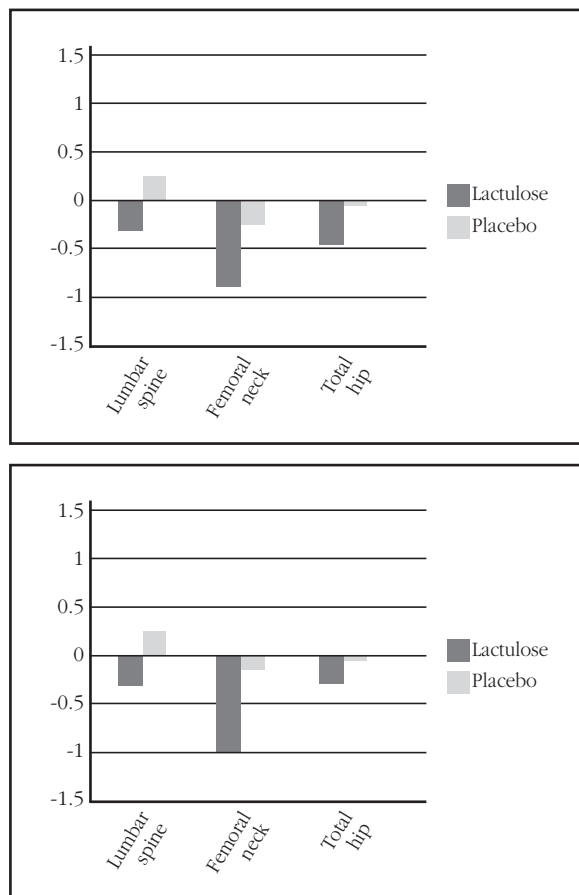 1.5
1
0.5
0
-0.5
-1
-1.5
Lumbar
spine
Femoral
neck
Total
hip
Lactulose
Placebo
1.5
1
0.5
0
-0.5
-1
-1.5
Lumbar
spine
Femoral
neck
Total
hip
Lactulose
Placebo